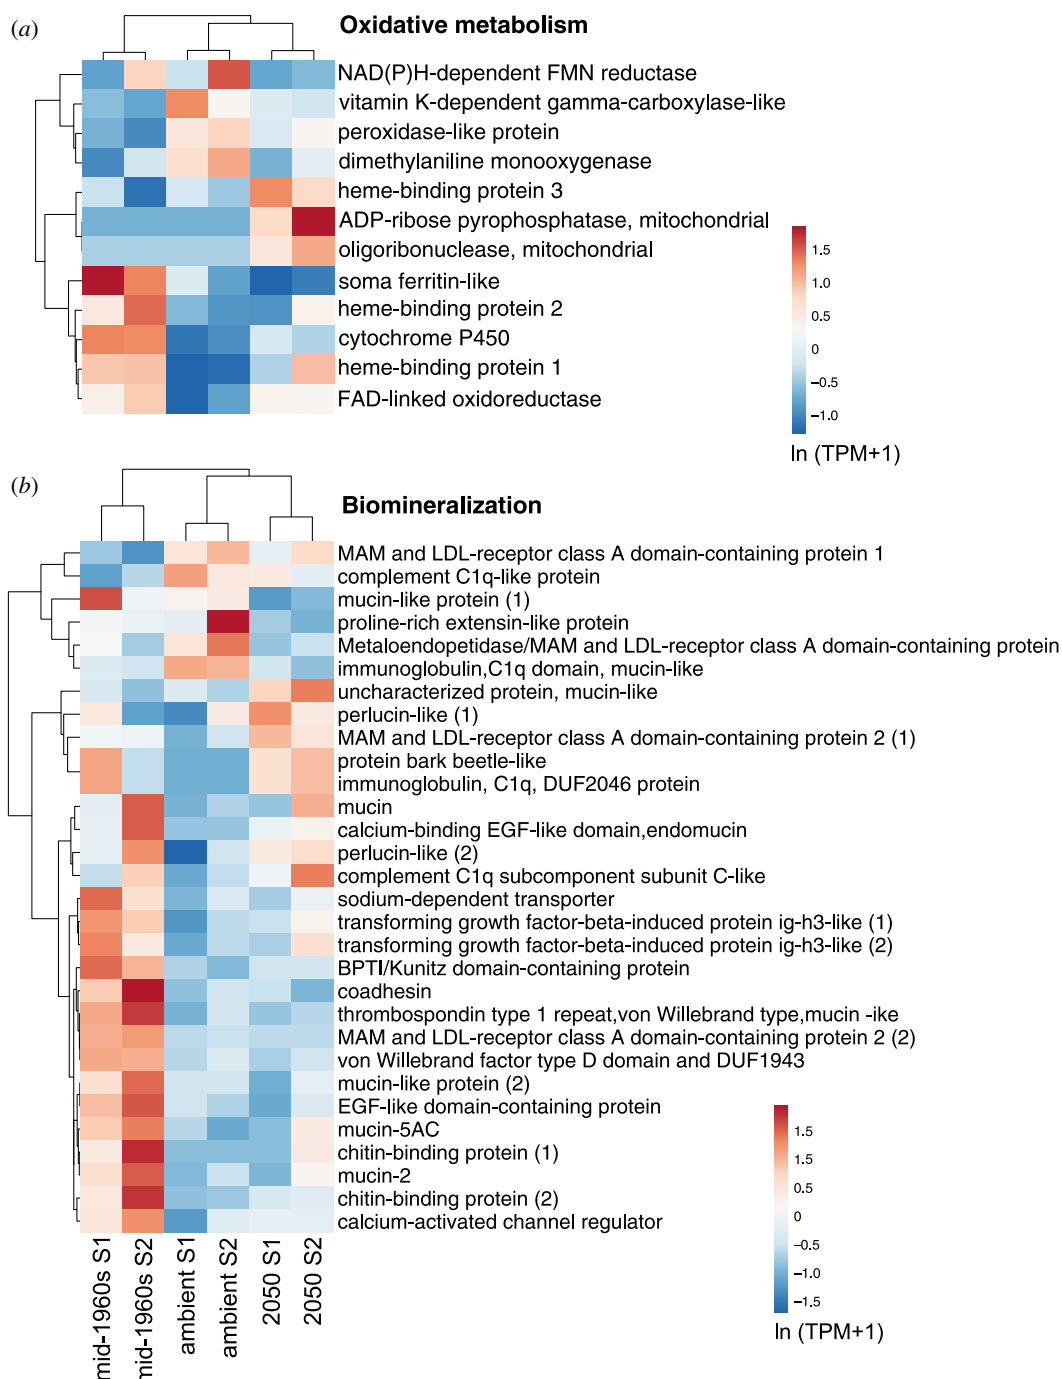 (a)
Oxidative metabolism
NAD(P)H-dependent FMN reductase
vitamin K-dependent gamma-carboxylase-like
peroxidase-like protein
dimethylaniline monooxygenase
heme-binding protein 3
ADP-ribose pyrophosphatase, mitochondrial
oligoribonuclease, mitochondrial
soma ferritin-like
heme-binding protein 2
cytochrome P450
heme-binding protein 1
FAD-linked oxidoreductase
1.5
1.0
0.5
0
−0.5
−1.0
ln (TPM+1)
(b)
Biomineralization
MAM and LDL-receptor class A domain-containing protein 1
complement C1q-like protein
mucin-like protein (1)
proline-rich extensin-like protein
Metaloendopetidase/MAM and LDL-receptor class A domain-containing protein
immunoglobulin,C1q domain, mucin-like
uncharacterized protein, mucin-like
perlucin-like (1)
MAM and LDL-receptor class A domain-containing protein 2 (1)
protein bark beetle-like
immunoglobulin, C1q, DUF2046 protein
mucin
calcium-binding EGF-like domain,endomucin
perlucin-like (2)
complement C1q subcomponent subunit C-like
sodium-dependent transporter
transforming growth factor-beta-induced protein ig-h3-like (1)
transforming growth factor-beta-induced protein ig-h3-like (2)
BPTI/Kunitz domain-containing protein
coadhesin
thrombospondin type 1 repeat,von Willebrand type,mucin -ike
MAM and LDL-receptor class A domain-containing protein 2 (2)
von Willebrand factor type D domain and DUF1943
mucin-like protein (2)
EGF-like domain-containing protein
mucin-5AC
chitin-binding protein (1)
mucin-2
chitin-binding protein (2)
calcium-activated channel regulator
1.5
1.5
0.5
0
−0.5
−1.0
−1.5
ln (TPM+1)
mid-1960s S1
mid-1960s S2
ambient S1
ambient S2
2050 S1
2050 S2